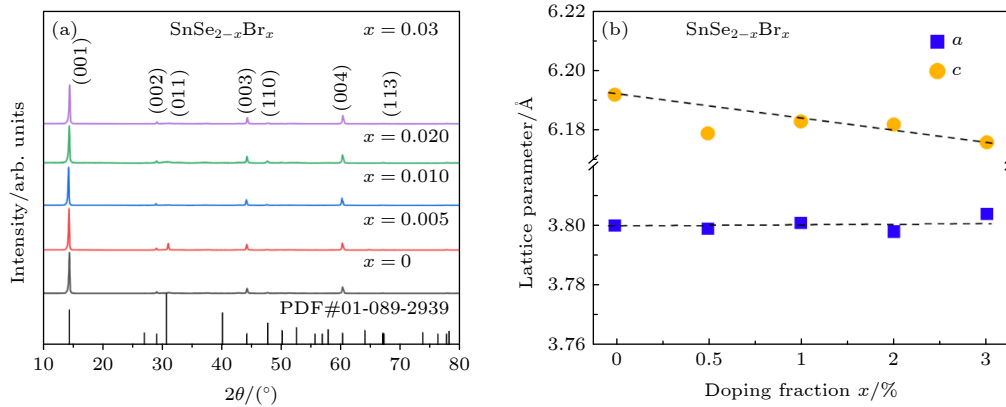 (a)
SnSe₂₋ₓBrₓ
x = 0.03
(001)
(002)
(011)
(003)
(110)
(004)
(113)
x = 0.020
x = 0.010
x = 0.005
x = 0
PDF#01-089-2939
Intensity/arb. units
10 20 30 40 50 60 70 80
2θ/(°)
(b)
SnSe₂₋ₓBrₓ
a
c
6.22
6.20
6.18
3.80
3.78
3.76
Lattice parameter/Å
0 0.5 1 2 3
Doping fraction x/%